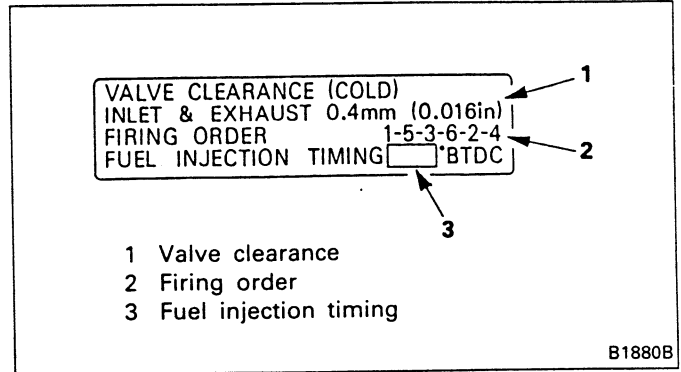 VALVE CLEARANCE (COLD)
1
INLET & EXHAUST 0.4mm (0.016in)
FIRING ORDER 1-5-3-6-2-4
2
FUEL INJECTION TIMING °BTDC
3
1 Valve clearance
2 Firing order
3 Fuel injection timing
B1880B